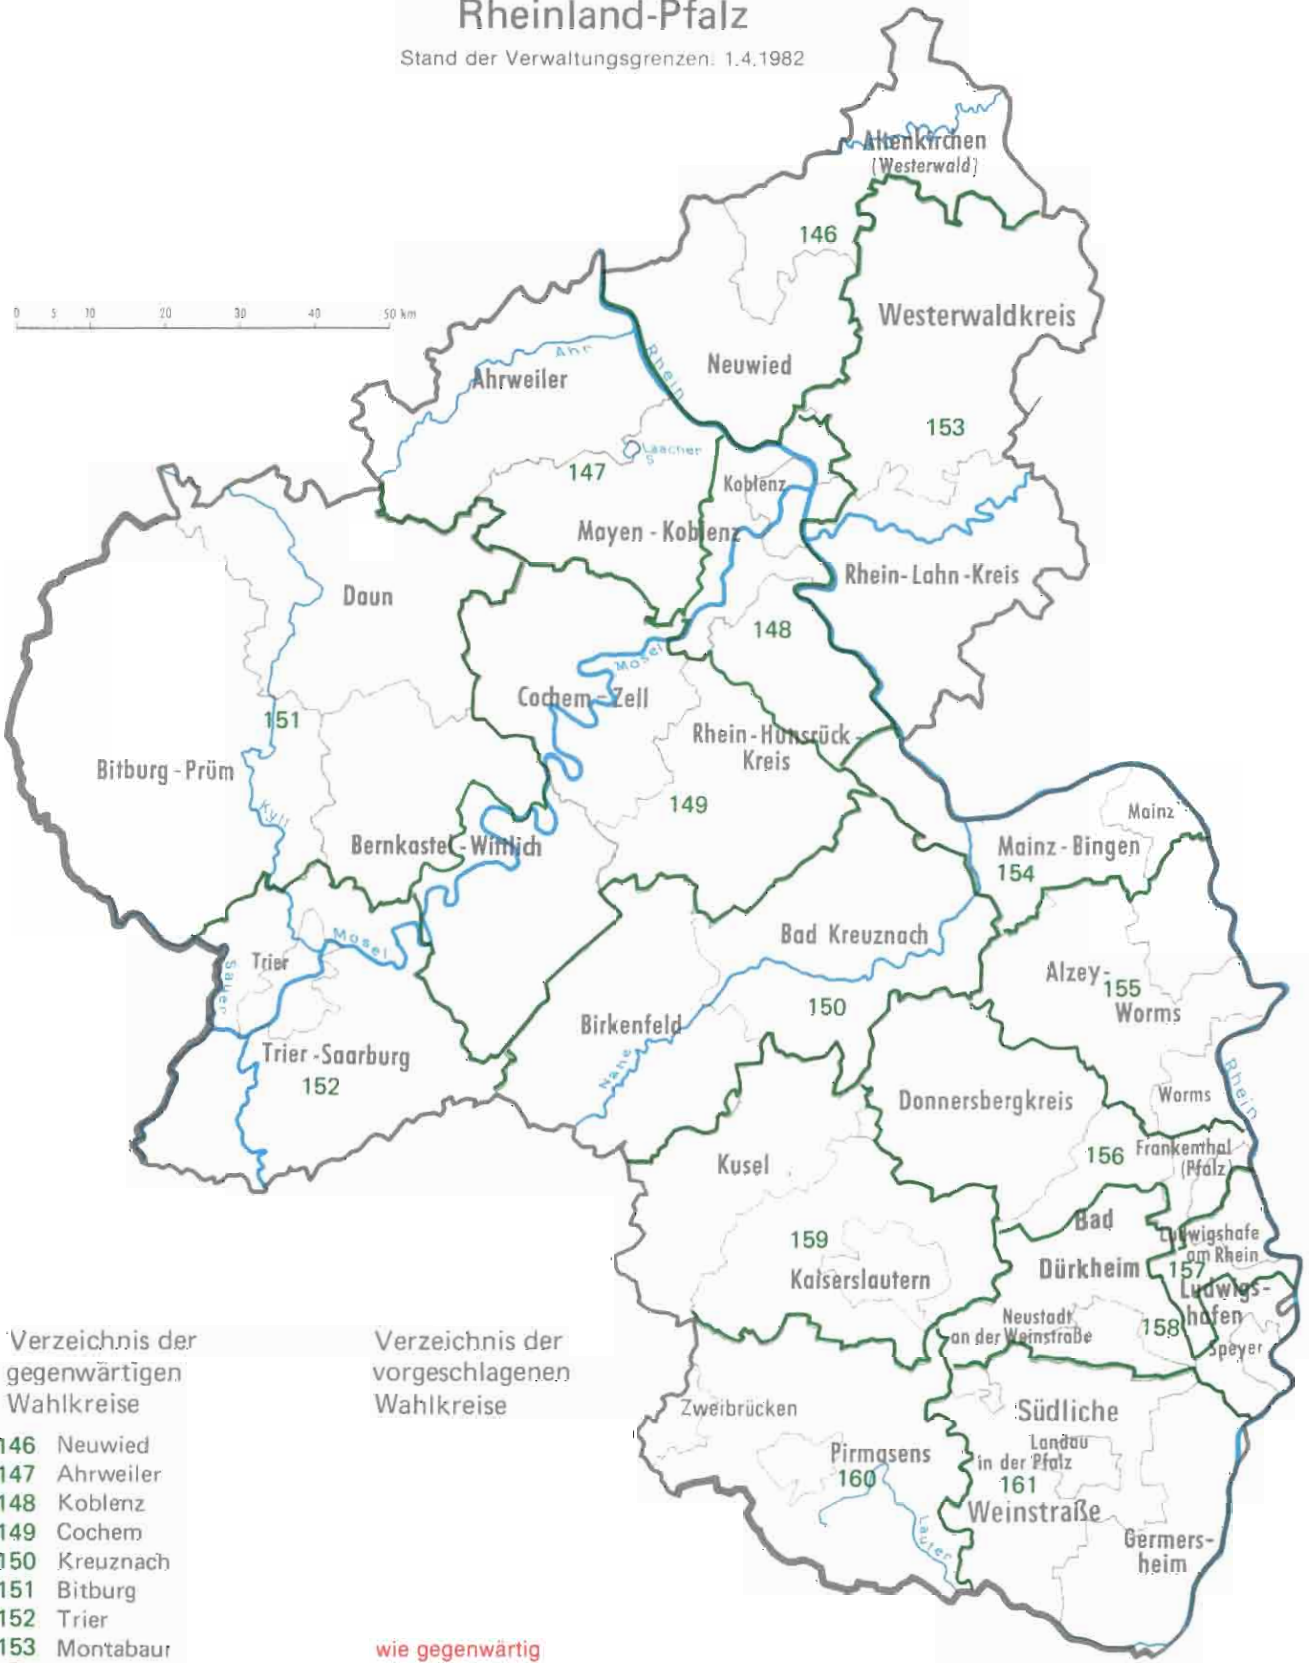 Rheinland-Pfalz
Stand der Verwaltungsgrenzen: 1.4.1982
Altenkirchen
(Westerwald)
146
0 5 10 20 30 40 50 km
Westerwaldkreis
Ahr
Rhein
Neuwied
Ahrweiler
153
Laacher
S
147
Koblenz
Mayen - Koblenz
Rhein-Lahn-Kreis
Daun
148
Mosel
Cochem - Zell
151
Rhein-Hunsrück-
Kreis
Bitburg - Prüm
149
Kyll
Mainz
Bernkastel - Wittlich
Mainz - Bingen
154
Bad Kreuznach
Mosel
Trier
Sauer
Alzey-
155
Worms
150
Birkenfeld
Trier - Saarburg
152
Nahe
Rhein
Donnersbergkreis
Worms
156
Frankenthal
(Pfalz)
Kusel
Bad
Dürkheim
159
Kaiserslautern
Ludwigshafe
am Rhein
157
Ludwigs-
hafen
Neustadt
an der Weinstraße
158
Speyer
Verzeichnis der
gegenwärtigen
Wahlkreise
Verzeichnis der
vorgeschlagenen
Wahlkreise
Zweibrücken
Pirmasens
160
Lauter
Südliche
Landau
in der Pfalz
161
Weinstraße
Germers-
heim
146 Neuwied
147 Ahrweiler
148 Koblenz
149 Cochem
150 Kreuznach
151 Bitburg
152 Trier
153 Montabaur
wie gegenwärtig